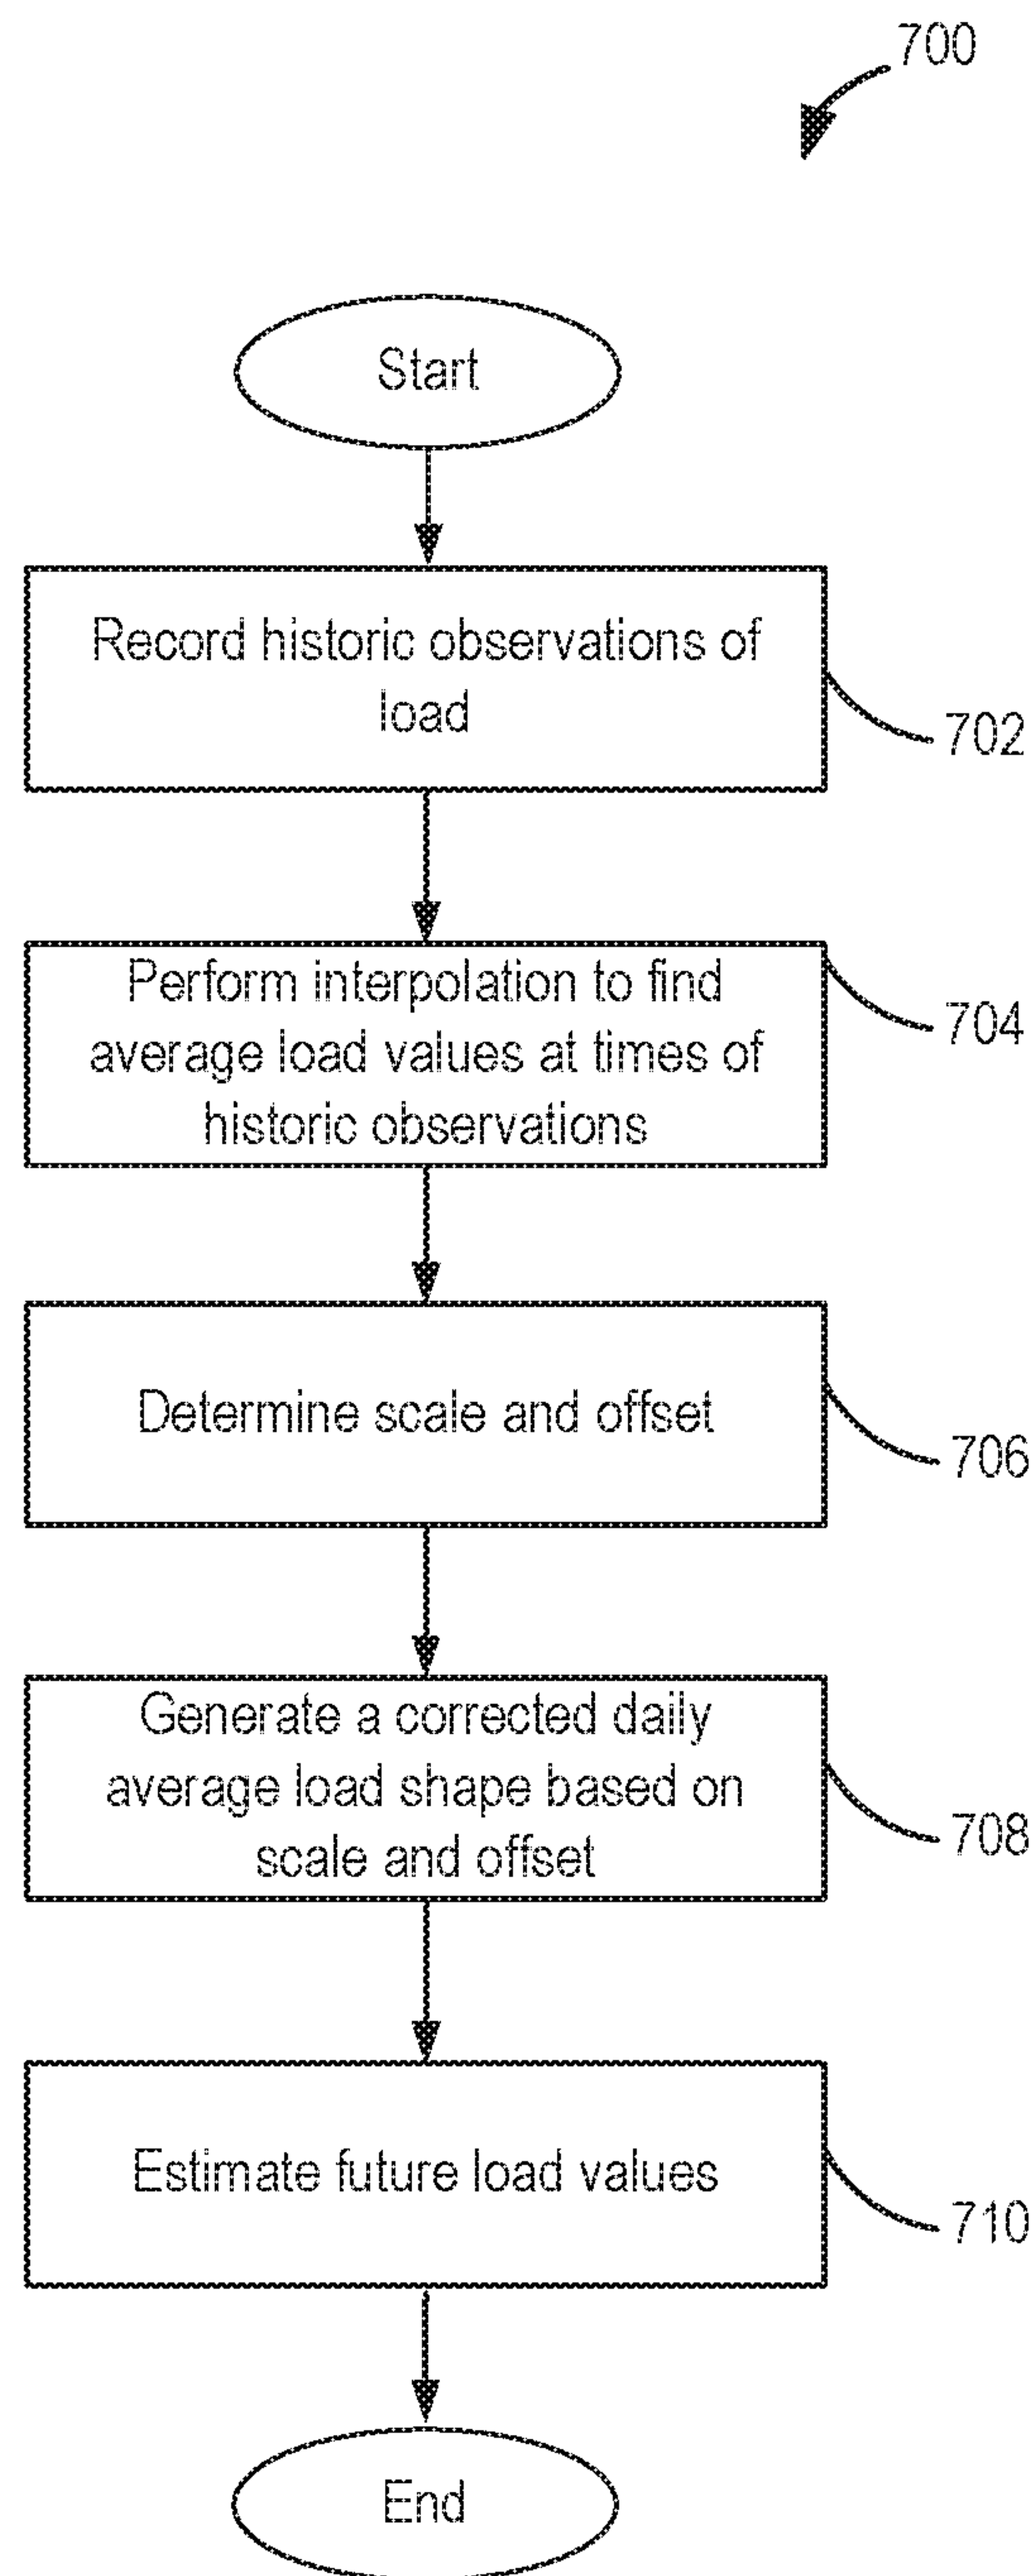 700
Start
Record historic observations of
load
702
Perform interpolation to find
average load values at times of
historic observations
704
Determine scale and offset
706
Generate a corrected daily
average load shape based on
scale and offset
708
Estimate future load values
710
End